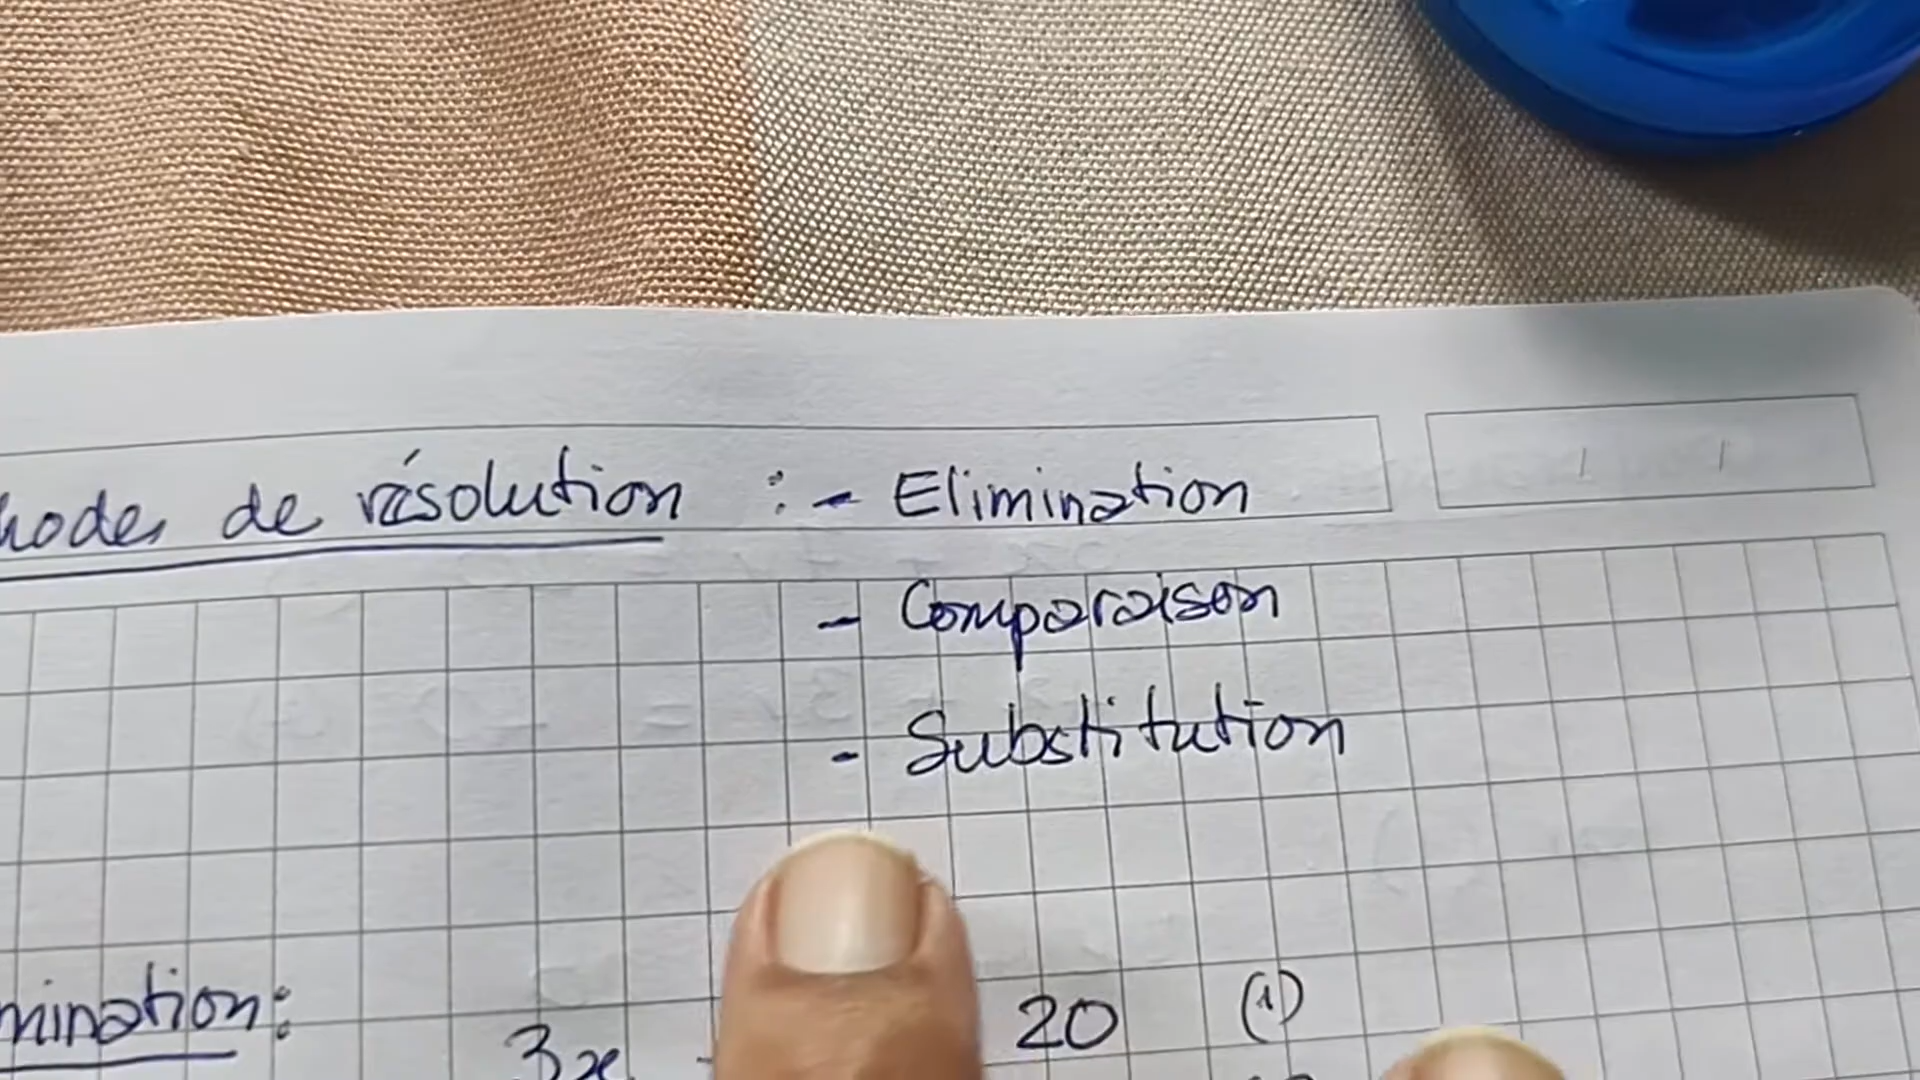 hodes de résolution : - Elimination
- Comparaison
- Substitution
mination:
3x 20 (1)